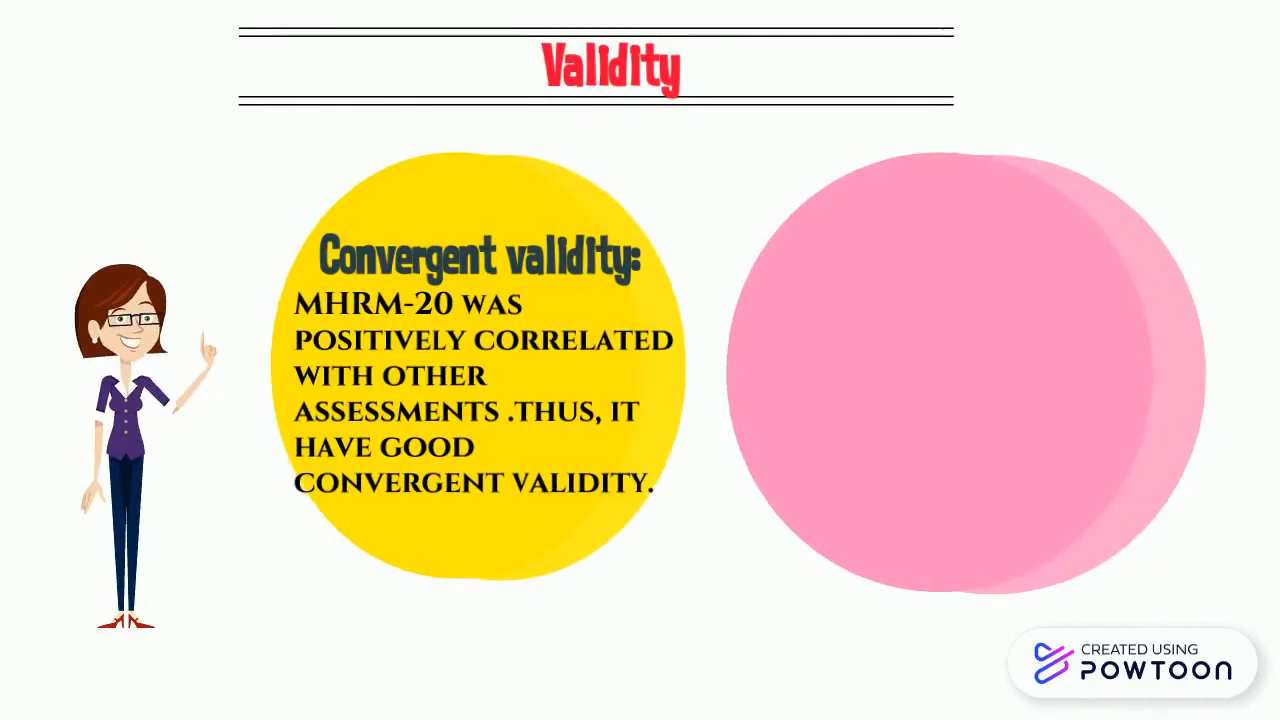 Validity
Convergent validity:
MHRM-20 WAS
POSITIVELY CORRELATED
WITH OTHER
ASSESSMENTS .THUS, IT
HAVE GOOD
CONVERGENT VALIDITY.
CREATED USING
POWTOON